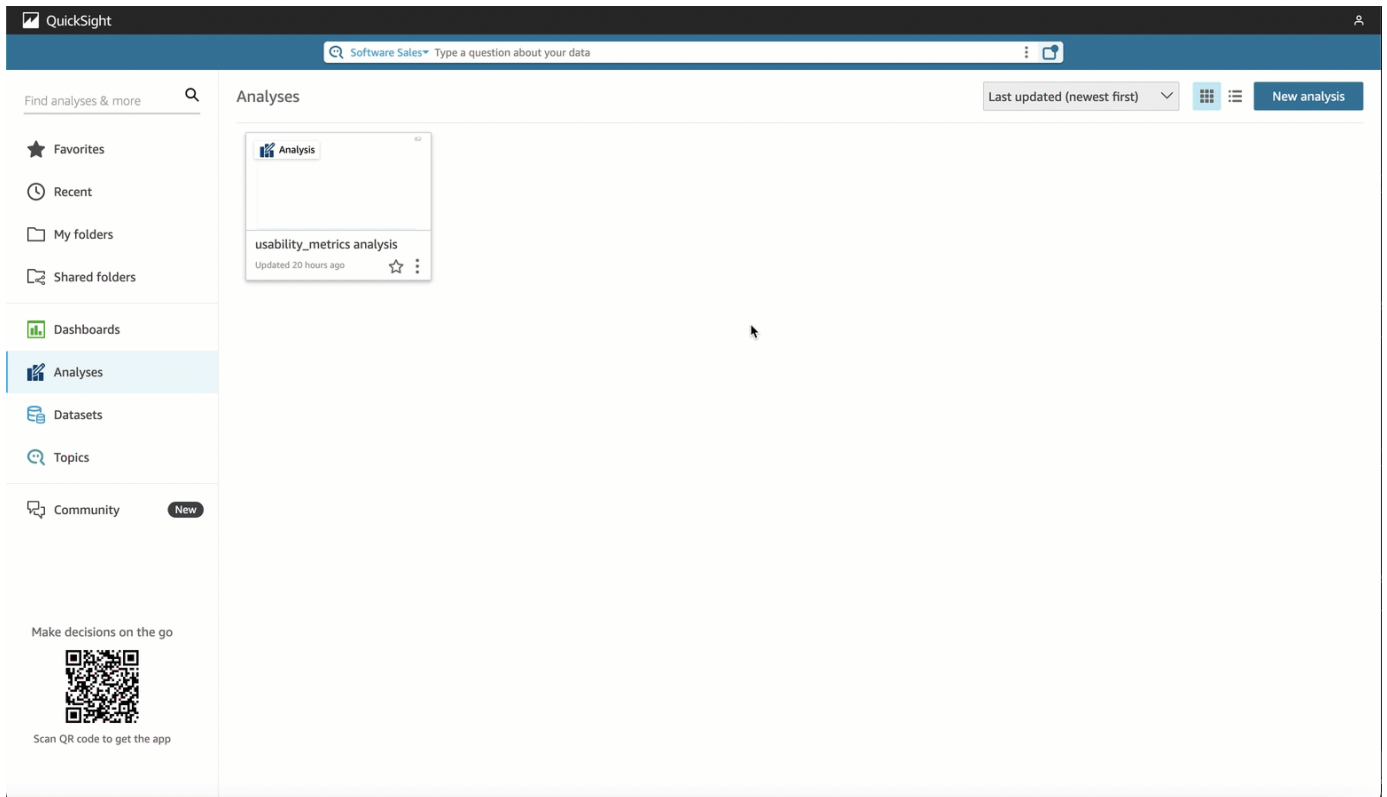 QuickSight
Software Sales Type a question about your data
Find analyses & more
Favorites
Recent
My folders
Shared folders
Dashboards
Analyses
Datasets
Topics
Community New
Make decisions on the go
Scan QR code to get the app
Analyses
Last updated (newest first)
New analysis
Analysis
usability_metrics analysis
Updated 20 hours ago